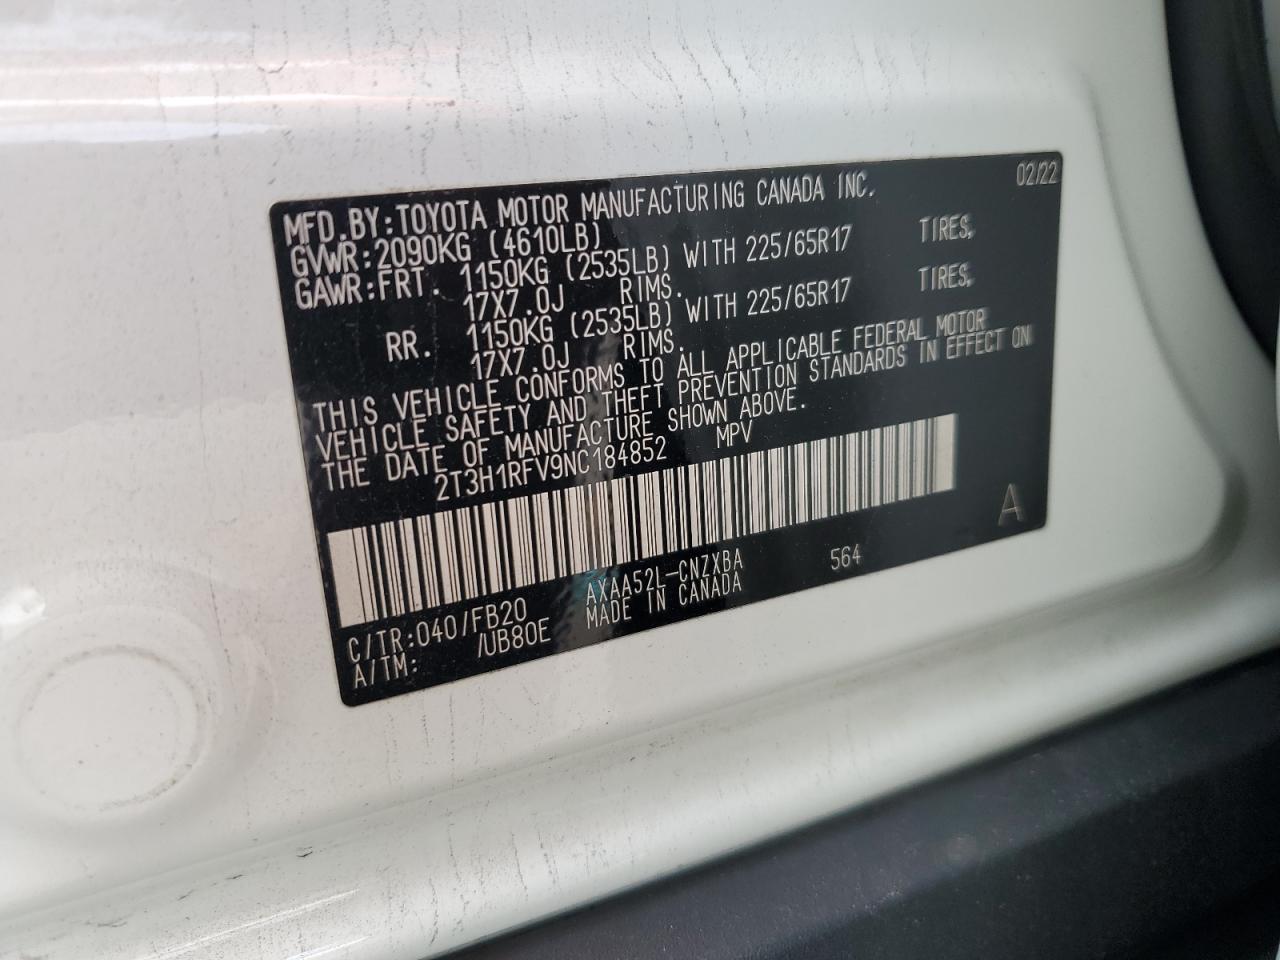 MFD.BY:TOYOTA MOTOR MANUFACTURING CANADA INC. 02/22
GVWR:2090KG (4610LB)
GAWR:FRT. 1150KG (2535LB) WITH 225/65R17 TIRES,
17X7.0J RIMS.
RR. 1150KG (2535LB) WITH 225/65R17 TIRES,
17X7.0J RIMS.
THIS VEHICLE CONFORMS TO ALL APPLICABLE FEDERAL MOTOR
VEHICLE SAFETY AND THEFT PREVENTION STANDARDS IN EFFECT ON
THE DATE OF MANUFACTURE SHOWN ABOVE.
2T3H1RFV9NC184852 MPV
A
C/TR:040/FB20 AXAA52L-CNZXBA 564
A/TM: /UB80E MADE IN CANADA